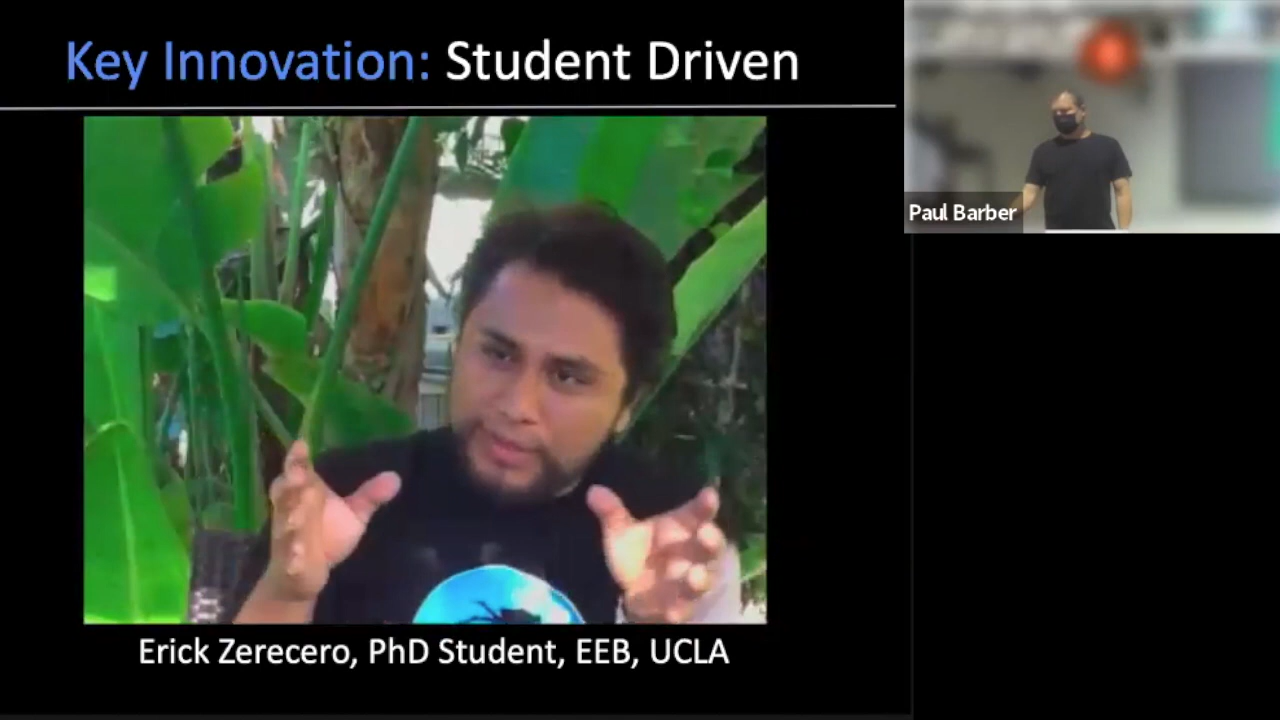 Key Innovation: Student Driven
Paul Barber
Erick Zerecero, PhD Student, EEB, UCLA